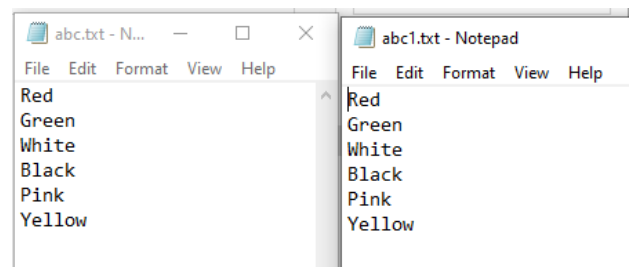 abc.txt - N...
File Edit Format View Help
Red
Green
White
Black
Pink
Yellow
abc1.txt - Notepad
File Edit Format View Help
Red
Green
White
Black
Pink
Yellow